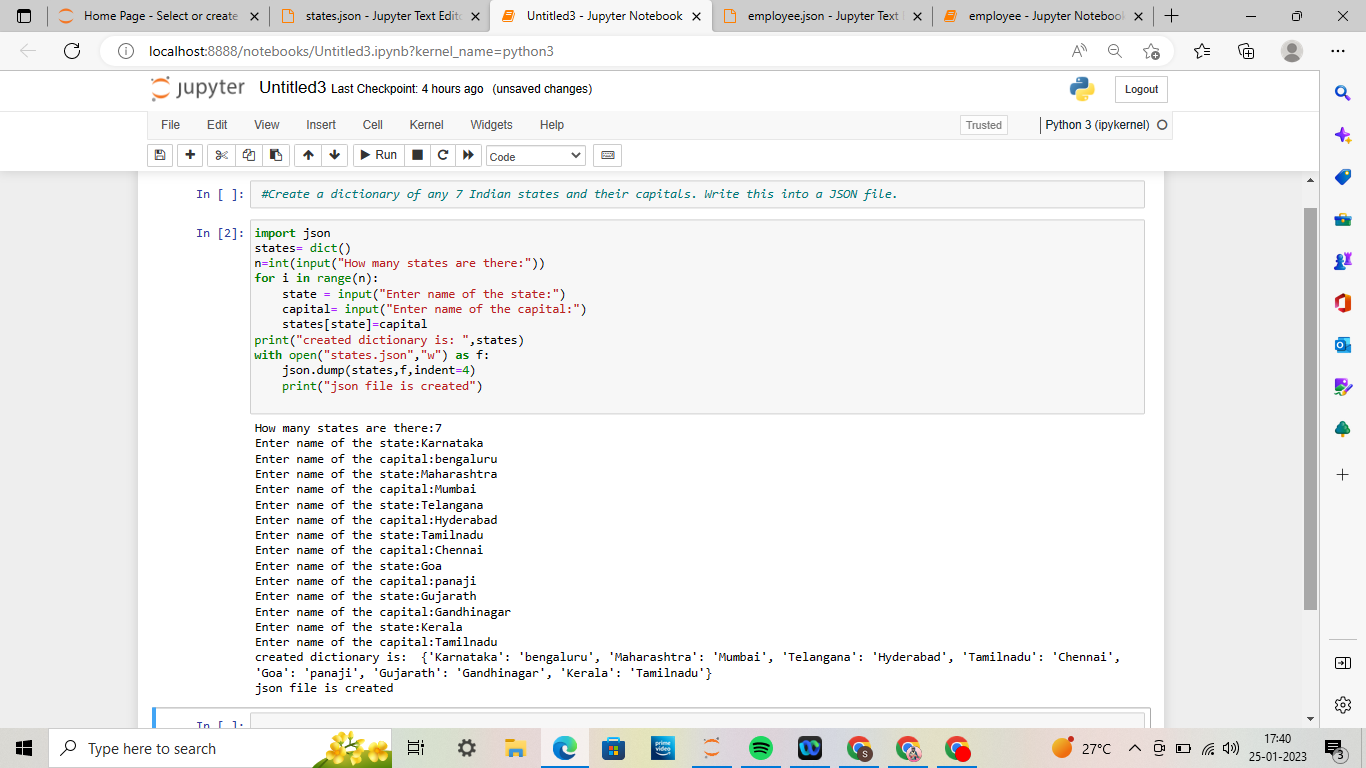 Home Page - Select or create
states.json - Jupyter Text Edit
Untitled3 - Jupyter Notebook
employee.json - Jupyter Text
employee - Jupyter Notebook
localhost:8888/notebooks/Untitled3.ipynb?kernel_name=python3
jupyter Untitled3 Last Checkpoint: 4 hours ago (unsaved changes)
Logout
File Edit View Insert Cell Kernel Widgets Help
Trusted
Python 3 (ipykernel)
Run
Code
In [ ]: #Create a dictionary of any 7 Indian states and their capitals. Write this into a JSON file.
In [2]: import json
states= dict()
n=int(input("How many states are there:"))
for i in range(n):
    state = input("Enter name of the state:")
    capital= input("Enter name of the capital:")
    states[state]=capital
print("created dictionary is: ",states)
with open("states.json","w") as f:
    json.dump(states,f,indent=4)
    print("json file is created")
How many states are there:7
Enter name of the state:Karnataka
Enter name of the capital:bengaluru
Enter name of the state:Maharashtra
Enter name of the capital:Mumbai
Enter name of the state:Telangana
Enter name of the capital:Hyderabad
Enter name of the state:Tamilnadu
Enter name of the capital:Chennai
Enter name of the state:Goa
Enter name of the capital:panaji
Enter name of the state:Gujarath
Enter name of the capital:Gandhinagar
Enter name of the state:Kerala
Enter name of the capital:Tamilnadu
created dictionary is:  {'Karnataka': 'bengaluru', 'Maharashtra': 'Mumbai', 'Telangana': 'Hyderabad', 'Tamilnadu': 'Chennai',
'Goa': 'panaji', 'Gujarath': 'Gandhinagar', 'Kerala': 'Tamilnadu'}
json file is created
In [ ]:
Type here to search
prime video
S
27°C
17:40
25-01-2023
3